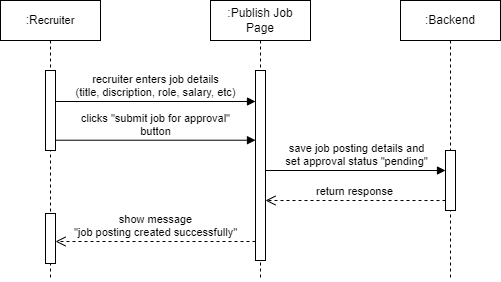 :Recruiter
:Publish Job
Page
:Backend
recruiter enters job details
(title, discription, role, salary, etc)
clicks "submit job for approval"
button
save job posting details and
set approval status "pending"
return response
show message
"job posting created successfully"